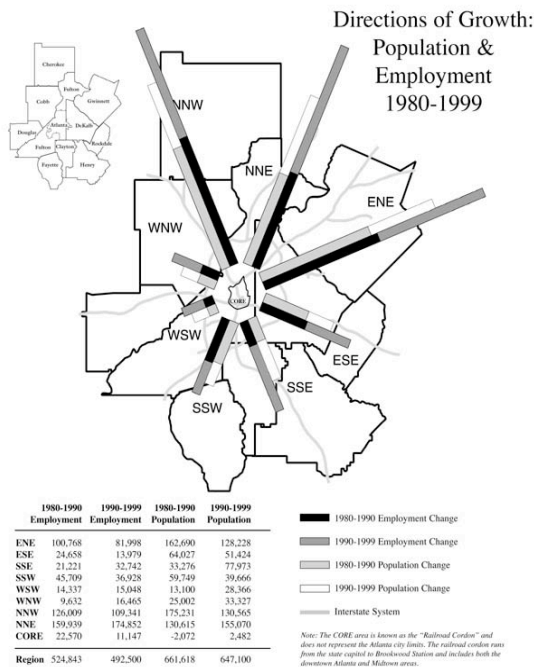 Directions of Growth:
Population &
Employment
1980-1999
Cherokee
Fulton
Cobb
Gwinnett
Atlanta
DeKalb
Douglas
Rockdale
Fulton
Clayton
Fayette
Henry
NNW
NNE
ENE
WNW
CORE
WSW
ESE
SSE
SSW
1980-1990 1990-1999 1980-1990 1990-1999
Employment Employment Population Population
ENE 100,768 81,998 162,690 128,228
ESE 24,658 13,979 64,027 51,424
SSE 21,221 32,742 33,276 77,973
SSW 45,709 36,928 59,749 39,666
WSW 14,337 15,048 13,100 28,366
WNW 9,632 16,465 25,002 33,327
NNW 126,009 109,341 175,231 130,565
NNE 159,939 174,852 130,615 155,070
CORE 22,570 11,147 -2,072 2,482
Region 524,843 492,500 661,618 647,100
1980-1990 Employment Change
1990-1999 Employment Change
1980-1990 Population Change
1990-1999 Population Change
Interstate System
Note: The CORE area is known as the "Railroad Cordon" and
does not represent the Atlanta city limits. The railroad cordon runs
from the state capitol to Brookwood Station and includes both the
downtown Atlanta and Midtown areas.